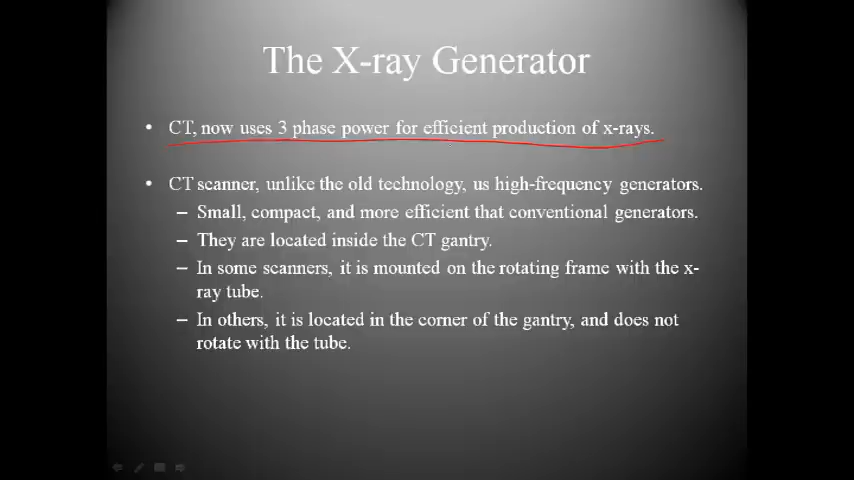 The X-ray Generator
• CT, now uses 3 phase power for efficient production of x-rays.
• CT scanner, unlike the old technology, us high-frequency generators.
– Small, compact, and more efficient that conventional generators.
– They are located inside the CT gantry.
– In some scanners, it is mounted on the rotating frame with the x-
ray tube.
– In others, it is located in the corner of the gantry, and does not
rotate with the tube.